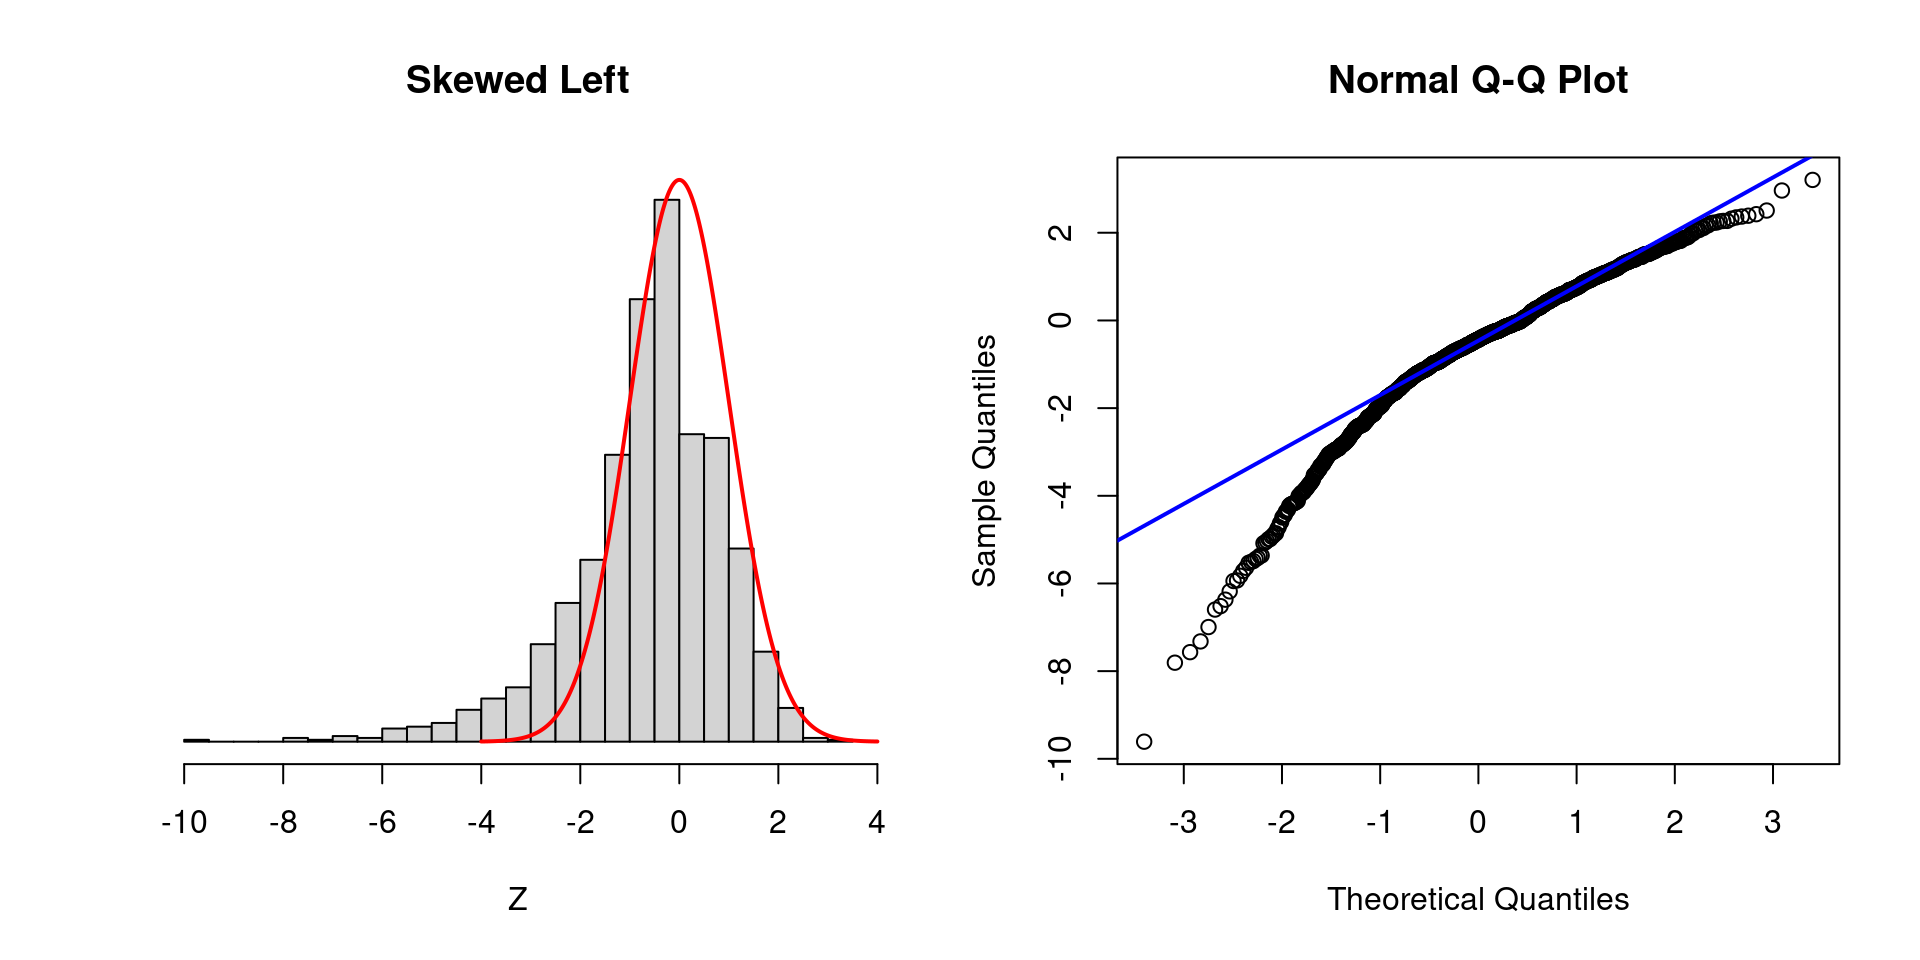 Skewed Left
-10 -8 -6 -4 -2 0 2 4
Z
Normal Q-Q Plot
Sample Quantiles
2
0
-2
-4
-6
-8
-10
-3 -2 -1 0 1 2 3
Theoretical Quantiles